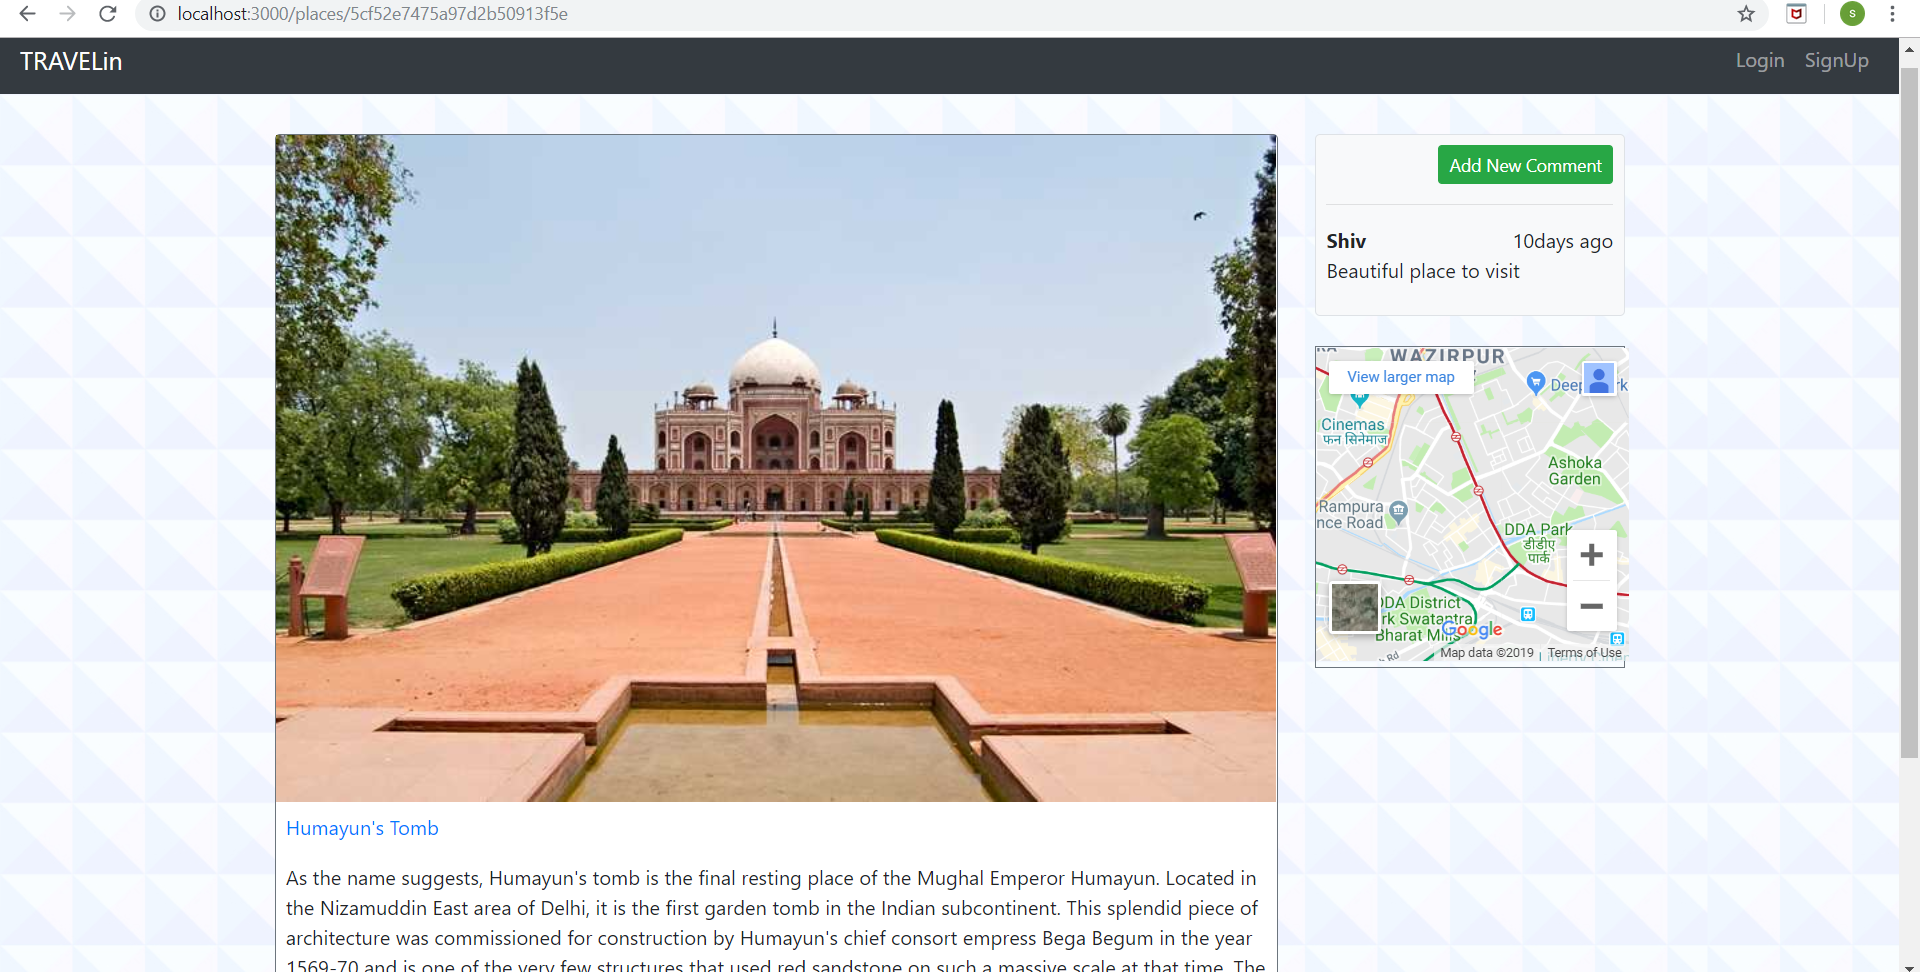 localhost:3000/places/5cf52e7475a97d2b50913f5e
s
TRAVELin
Login SignUp
Add New Comment
Shiv 10days ago
Beautiful place to visit
WAZIRPUR
View larger map
Cinemas
फन सिनेमाज
Ashoka
Garden
Rampura
nce Road
DDA Park
डीडीए
पार्क
DDA District
rk Swatantra
Bharat Mills
Google
Rd
Map data ©2019 Terms of Use
Humayun's Tomb
As the name suggests, Humayun's tomb is the final resting place of the Mughal Emperor Humayun. Located in
the Nizamuddin East area of Delhi, it is the first garden tomb in the Indian subcontinent. This splendid piece of
architecture was commissioned for construction by Humayun's chief consort empress Bega Begum in the year
1569-70 and is one of the very few structures that used red sandstone on such a massive scale at that time. The